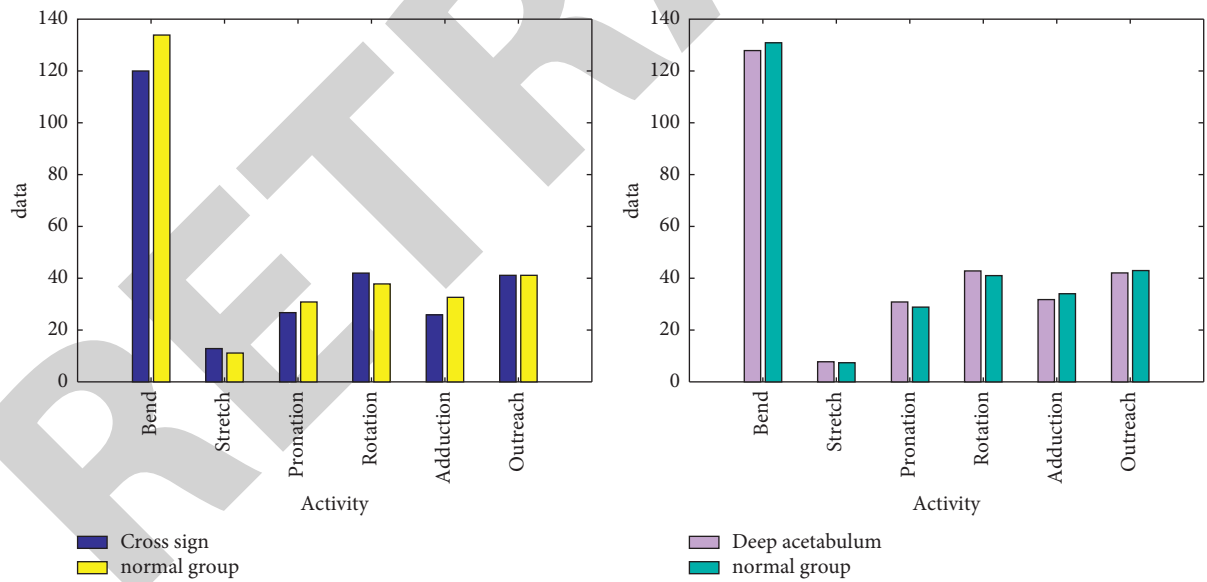 140
120
100
80
60
40
20
0
data
Bend
Stretch
Pronation
Rotation
Adduction
Outreach
Activity
Cross sign
normal group
140
120
100
80
60
40
20
0
data
Bend
Stretch
Pronation
Rotation
Adduction
Outreach
Activity
Deep acetabulum
normal group
RETRA